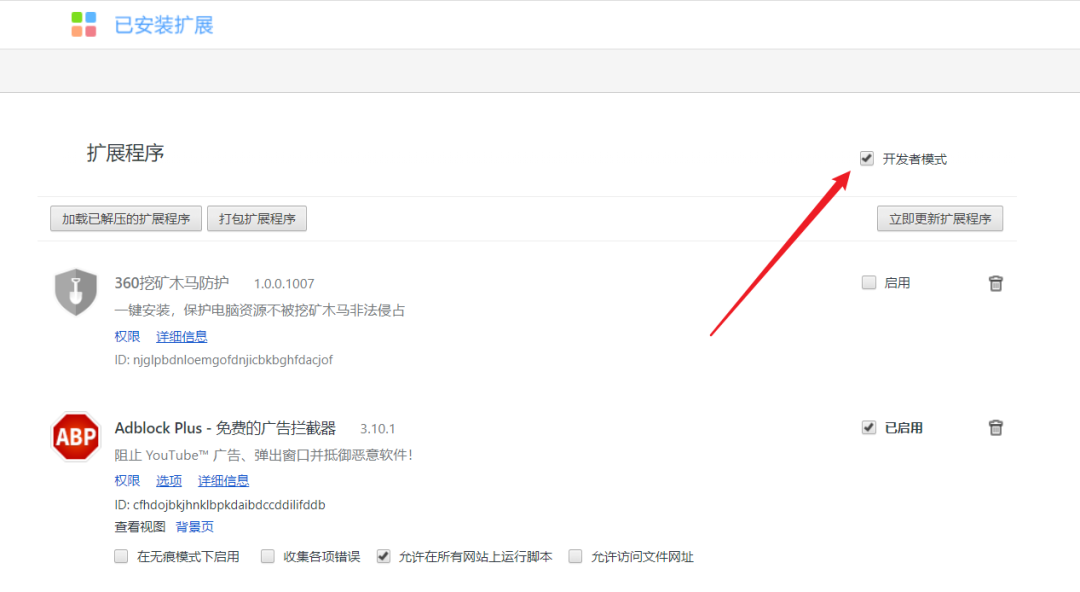 已安装扩展
扩展程序
开发者模式
加载已解压的扩展程序 打包扩展程序 立即更新扩展程序
360挖矿木马防护 1.0.0.1007 启用
一键安装，保护电脑资源不被挖矿木马非法侵占
权限 详细信息
ID: njglpbdnloemgofdnjicbkbghfdacjof
ABP
Adblock Plus - 免费的广告拦截器 3.10.1 已启用
阻止 YouTube™ 广告、弹出窗口并抵御恶意软件！
权限 选项 详细信息
ID: cfhdojbkjhnklbpkdaibdccddilifddb
查看视图 背景页
在无痕模式下启用 收集各项错误 允许在所有网站上运行脚本 允许访问文件网址